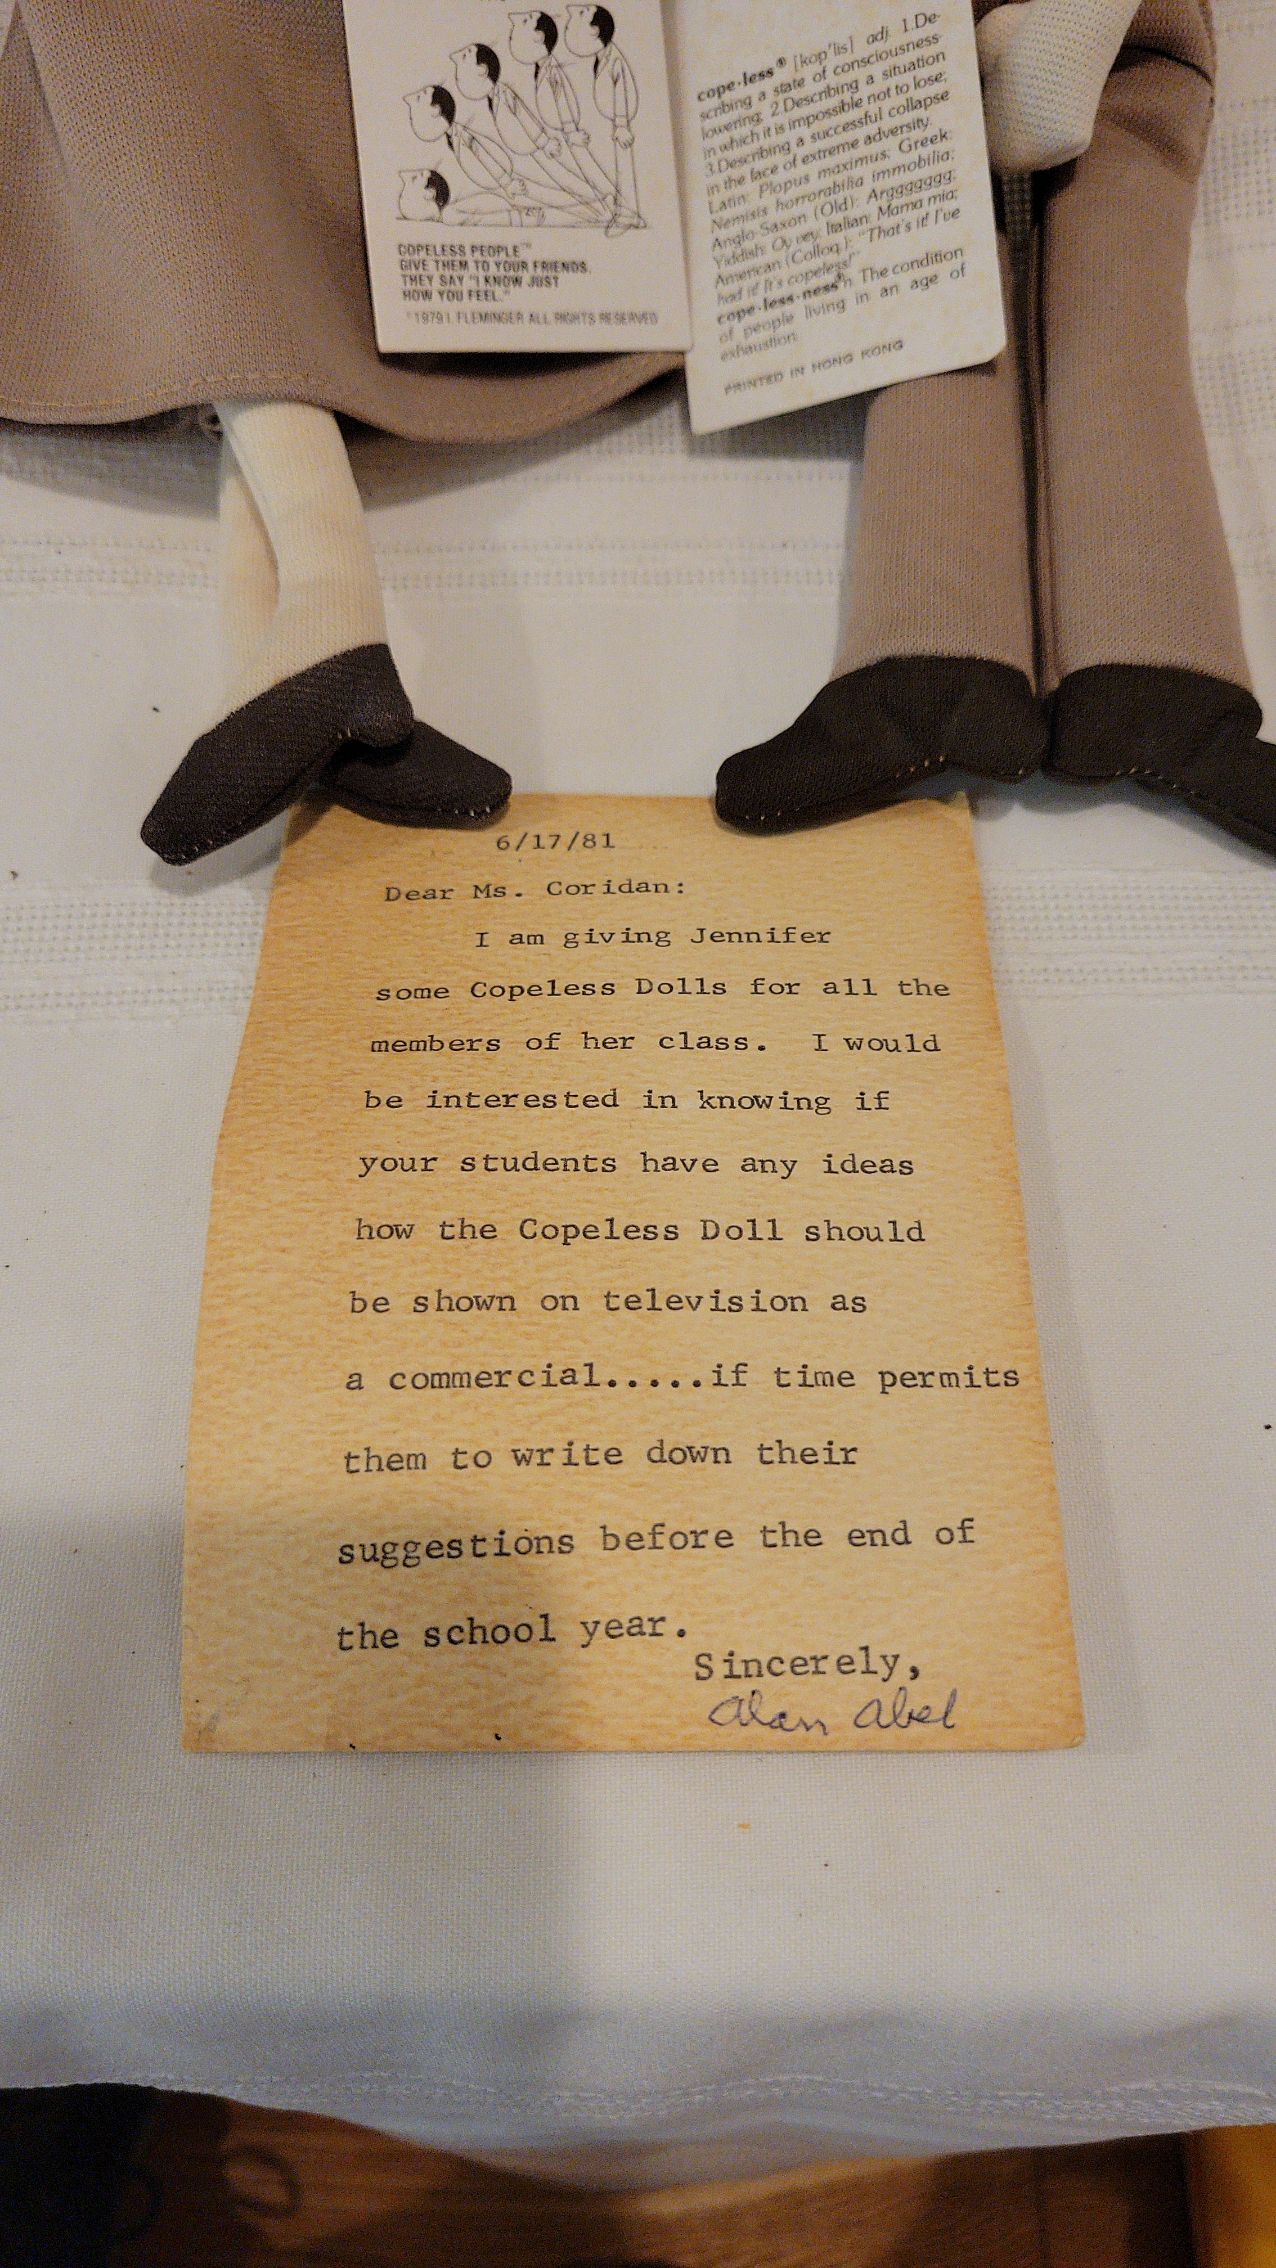 COPELESS PEOPLE™
GIVE THEM TO YOUR FRIENDS.
THEY SAY "I KNOW JUST
HOW YOU FEEL."
©1979 I. FLEMINGER ALL RIGHTS RESERVED
cope·less® [kop'lis] adj. 1.De-
scribing a state of consciousness-
lowering; 2.Describing a situation
in which it is impossible not to lose;
3.Describing a successful collapse
in the face of extreme adversity.
Latin: Plopus maximus; Greek:
Nemisis horrorabilia immobilia;
Anglo-Saxon (Old): Arggggggg;
Yiddish: Oy vey; Italian: Mama mia;
American (Colloq.): "That's it! I've
had it! It's copeless!"
cope·less·ness® n. The condition
of people living in an age of
exhaustion.
PRINTED IN HONG KONG
6/17/81
Dear Ms. Coridan:
I am giving Jennifer
some Copeless Dolls for all the
members of her class. I would
be interested in knowing if
your students have any ideas
how the Copeless Doll should
be shown on television as
a commercial.....if time permits
them to write down their
suggestions before the end of
the school year.
Sincerely,
Alan Abel